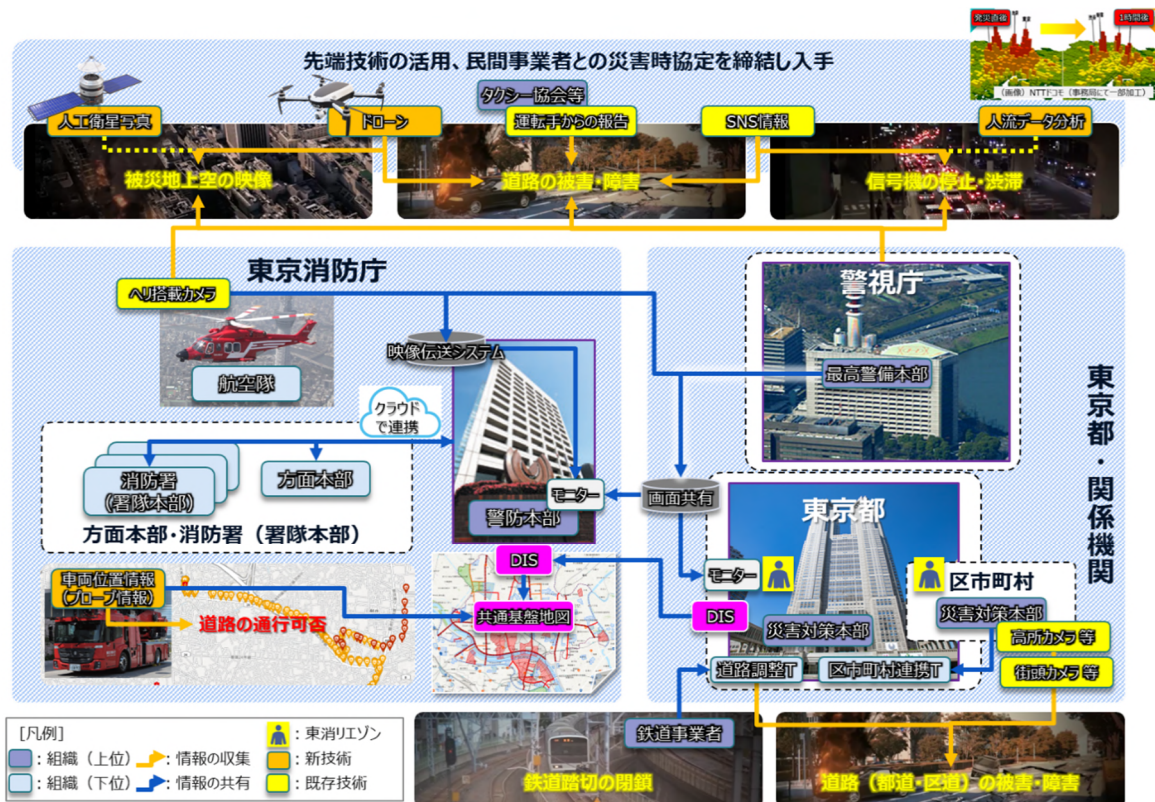 発災直後
1時間後
(画像)NTTドコモ(事務局にて一部加工)
先端技術の活用、民間事業者との災害時協定を締結し入手
タクシー協会等
人工衛星写真
ドローン
運転手からの報告
SNS情報
人流データ分析
被災地上空の映像
道路の被害・障害
信号機の停止・渋滞
東京消防庁
警視庁
ヘリ搭載カメラ
映像伝送システム
航空隊
最高警備本部
東京都・関係機関
クラウド
で連携
消防署
(署隊本部)
方面本部
モニター
画面共有
警防本部
東京都
方面本部・消防署(署隊本部)
DIS
モニター
区市町村
車両位置情報
(プローブ情報)
共通基盤地図
DIS
災害対策本部
道路の通行可否
災害対策本部
高所カメラ 等
道路調整T
区市町村連携T
街頭カメラ 等
[凡例]
:組織(上位)
:情報の収集
:東消リエゾン
:新技術
:組織(下位)
:情報の共有
:既存技術
鉄道事業者
鉄道踏切の閉鎖
道路(都道・区道)の被害・障害